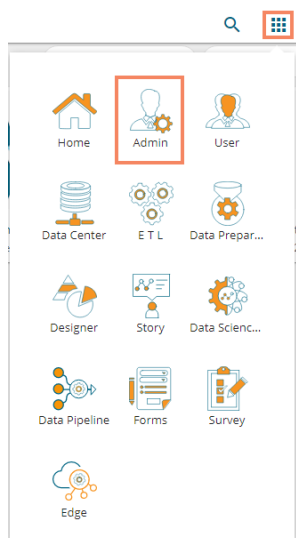 Home Admin User
Data Center E T L Data Prepar...
Designer Story Data Scienc...
Data Pipeline Forms Survey
Edge